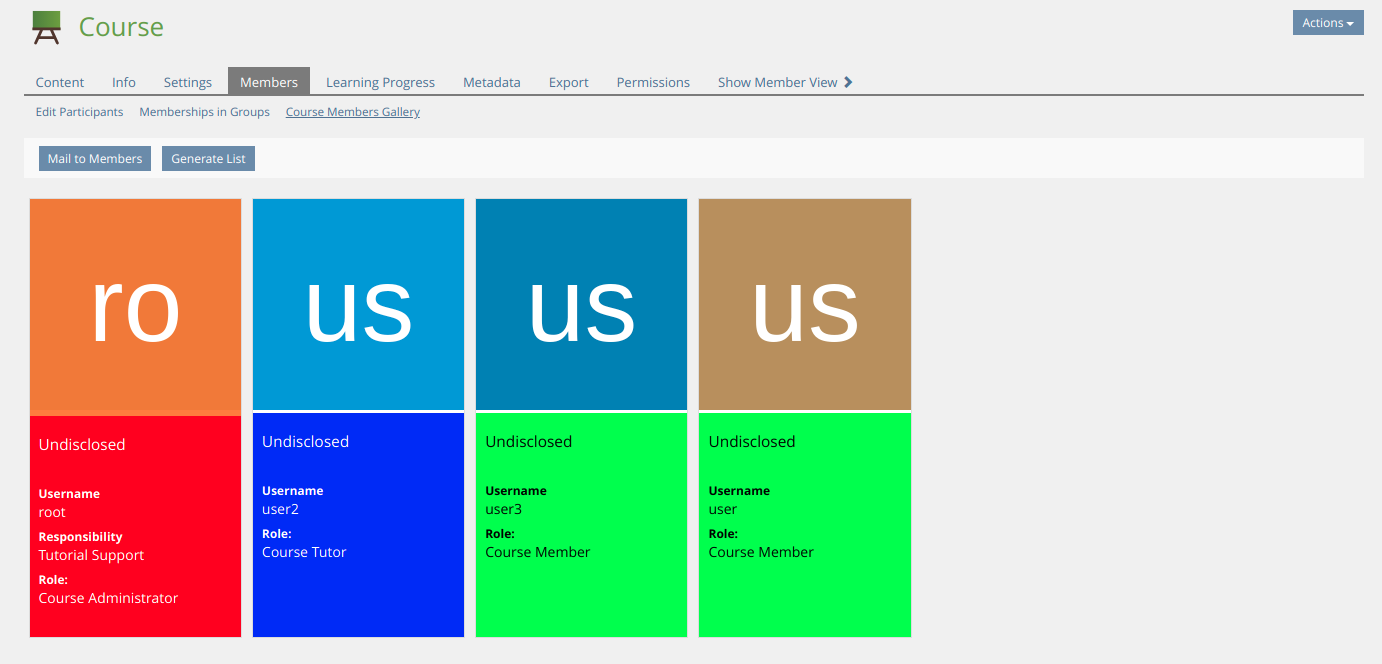 Course
Actions
Content Info Settings Members Learning Progress Metadata Export Permissions Show Member View
Edit Participants Memberships in Groups Course Members Gallery
Mail to Members Generate List
ro
Undisclosed
Username
root
Responsibility
Tutorial Support
Role:
Course Administrator
us
Undisclosed
Username
user2
Role:
Course Tutor
us
Undisclosed
Username
user3
Role:
Course Member
us
Undisclosed
Username
user
Role:
Course Member